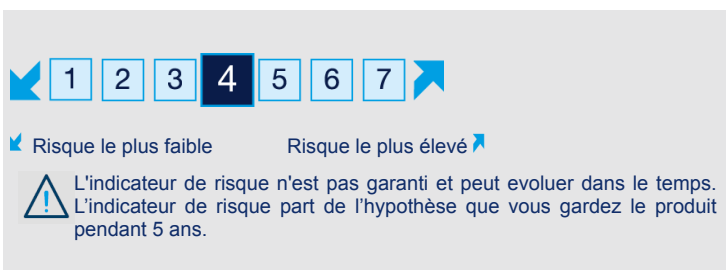 1 2 3 4 5 6 7
Risque le plus faible Risque le plus élevé
L'indicateur de risque n'est pas garanti et peut evoluer dans le temps.
L’indicateur de risque part de l’hypothèse que vous gardez le produit
pendant 5 ans.